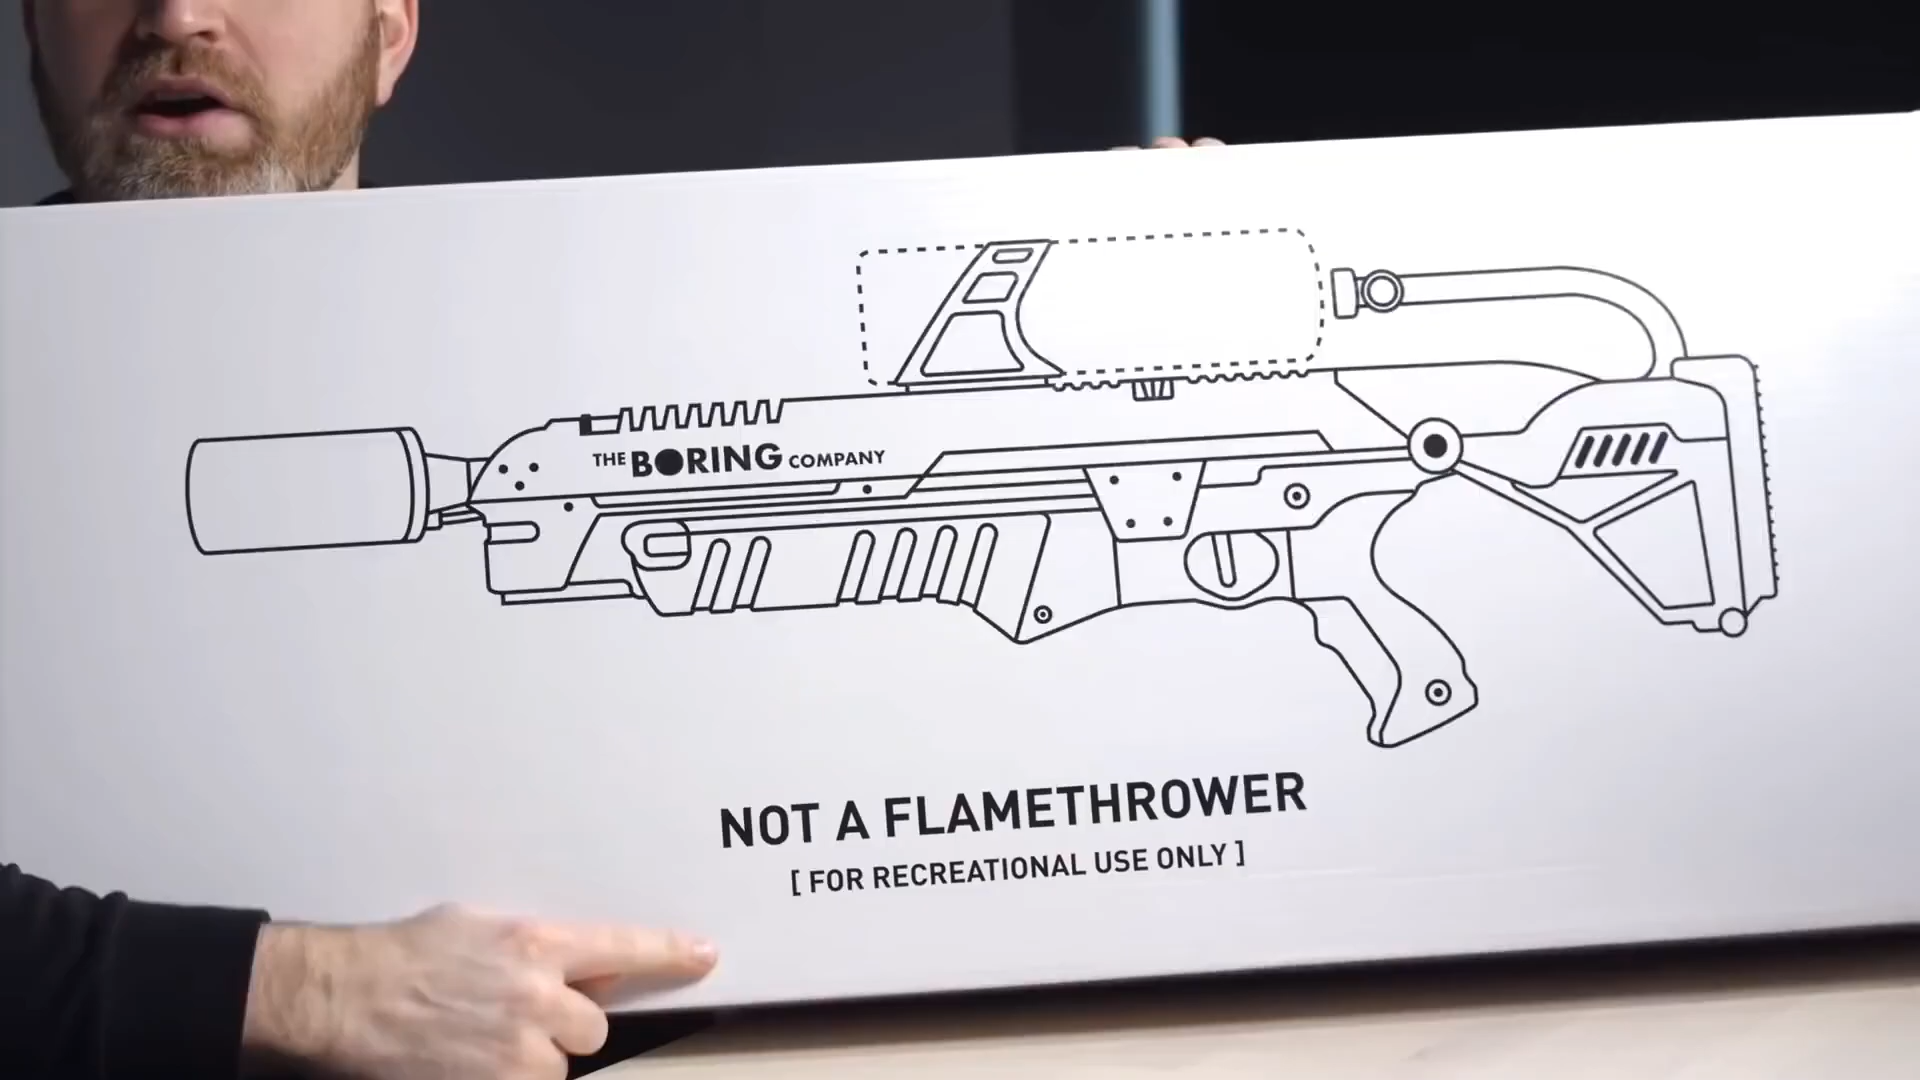 THE BORING COMPANY
NOT A FLAMETHROWER
[ FOR RECREATIONAL USE ONLY ]